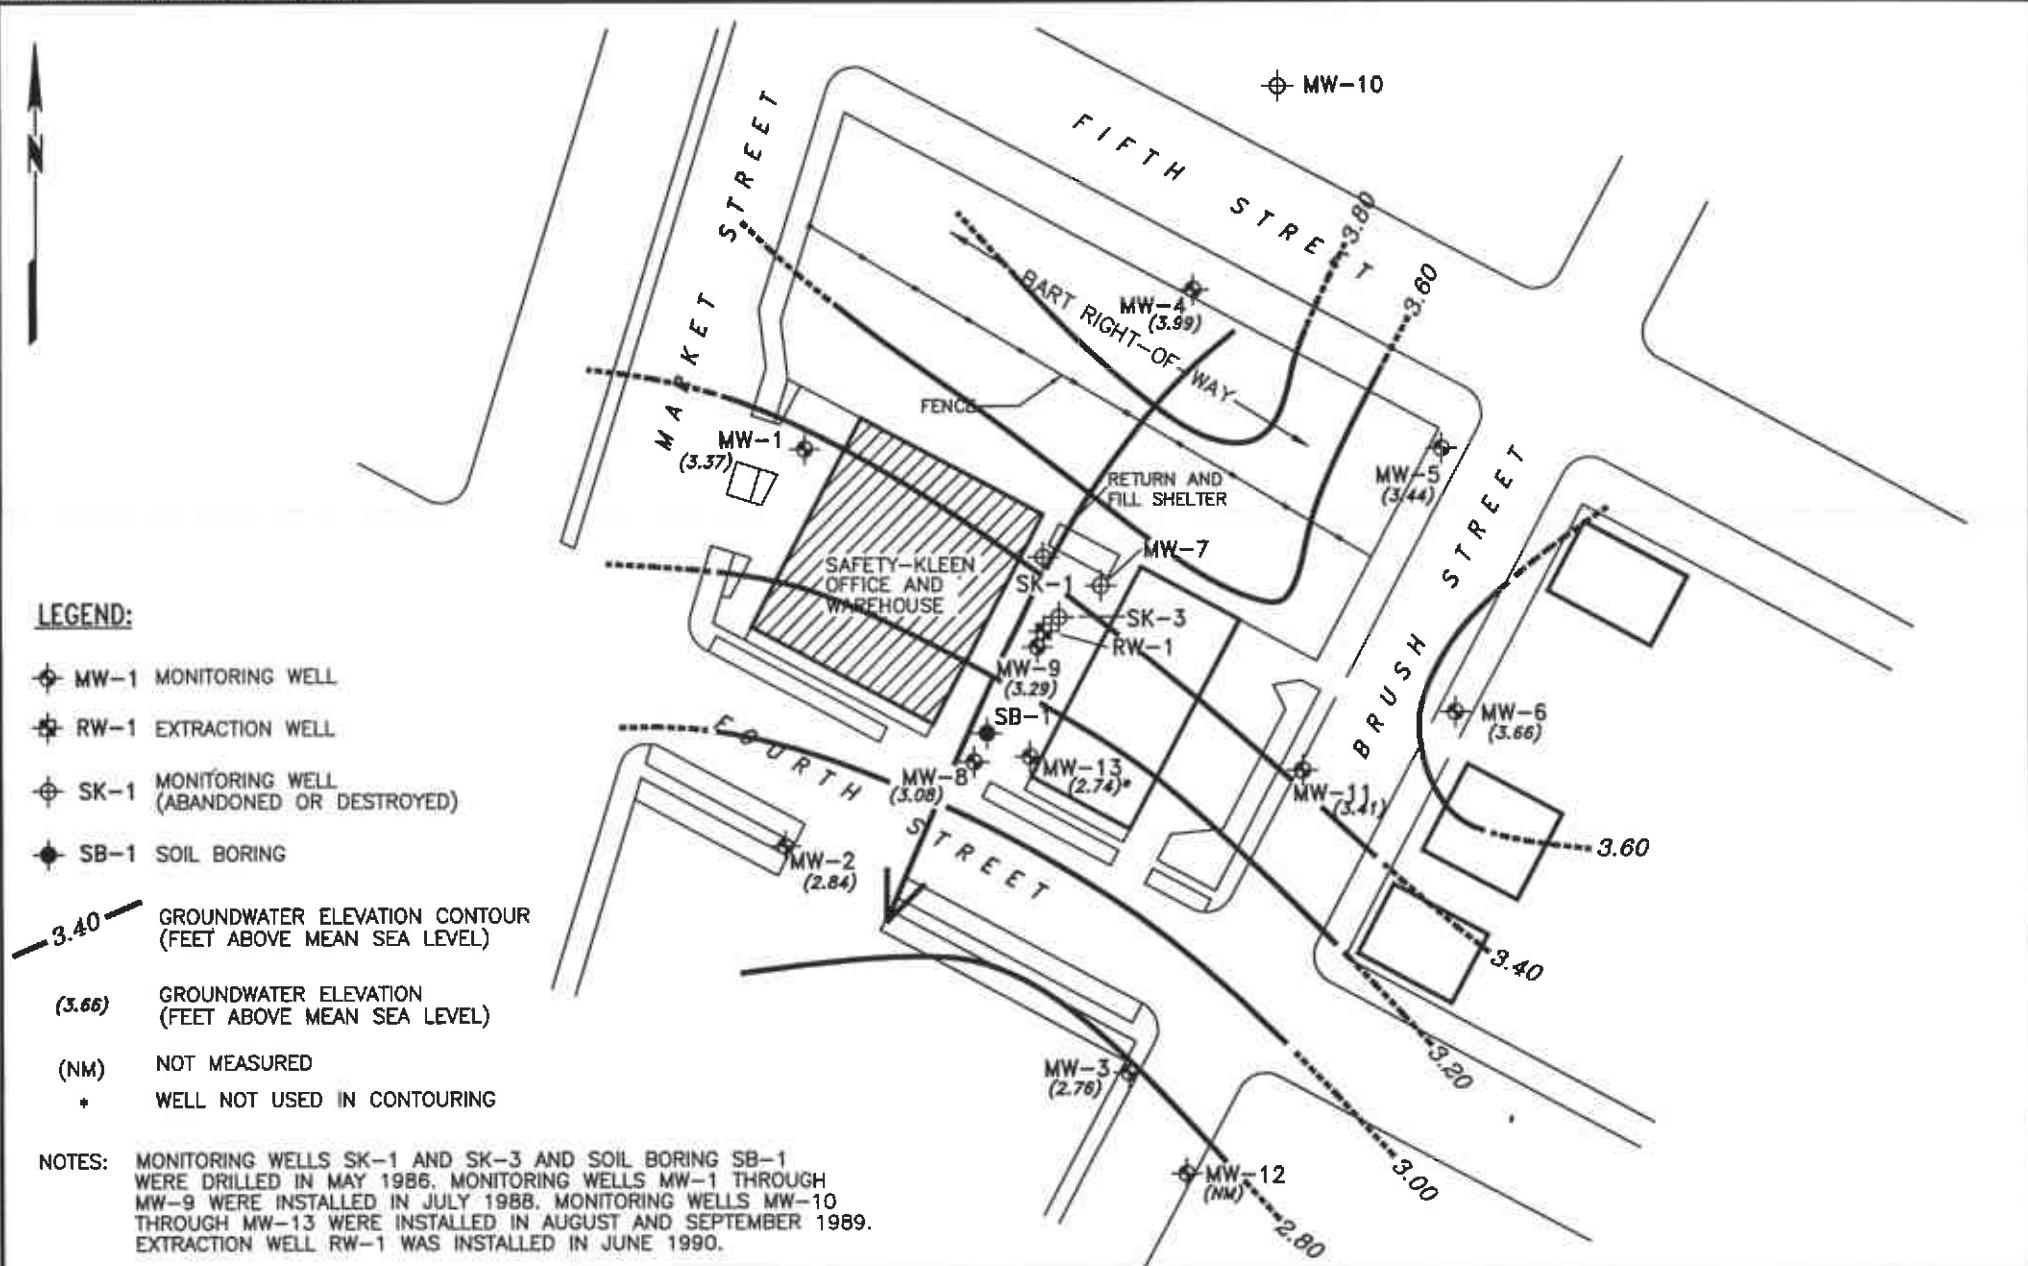 N
MW-10
FIFTH STREET
MARKET STREET
3.80
3.60
MW-4
(3.99)
BART RIGHT-OF-WAY
FENCE
MW-1
(3.37)
MW-5
(3.44)
RETURN AND
FILL SHELTER
MW-7
SAFETY-KLEEN
OFFICE AND
WAREHOUSE
SK-1
SK-3
RW-1
MW-9
(3.29)
BRUSH STREET
SB-1
MW-6
(3.66)
FOURTH STREET
MW-8
(3.08)
MW-13
(2.74)*
MW-11
(3.41)
MW-2
(2.84)
3.60
3.40
3.20
MW-3
(2.76)
MW-12
(NM)
3.00
2.80
LEGEND:
MW-1 MONITORING WELL
RW-1 EXTRACTION WELL
SK-1 MONITORING WELL
(ABANDONED OR DESTROYED)
SB-1 SOIL BORING
3.40 GROUNDWATER ELEVATION CONTOUR
(FEET ABOVE MEAN SEA LEVEL)
(3.66) GROUNDWATER ELEVATION
(FEET ABOVE MEAN SEA LEVEL)
(NM) NOT MEASURED
* WELL NOT USED IN CONTOURING
NOTES: MONITORING WELLS SK-1 AND SK-3 AND SOIL BORING SB-1
WERE DRILLED IN MAY 1986. MONITORING WELLS MW-1 THROUGH
MW-9 WERE INSTALLED IN JULY 1988. MONITORING WELLS MW-10
THROUGH MW-13 WERE INSTALLED IN AUGUST AND SEPTEMBER 1989.
EXTRACTION WELL RW-1 WAS INSTALLED IN JUNE 1990.